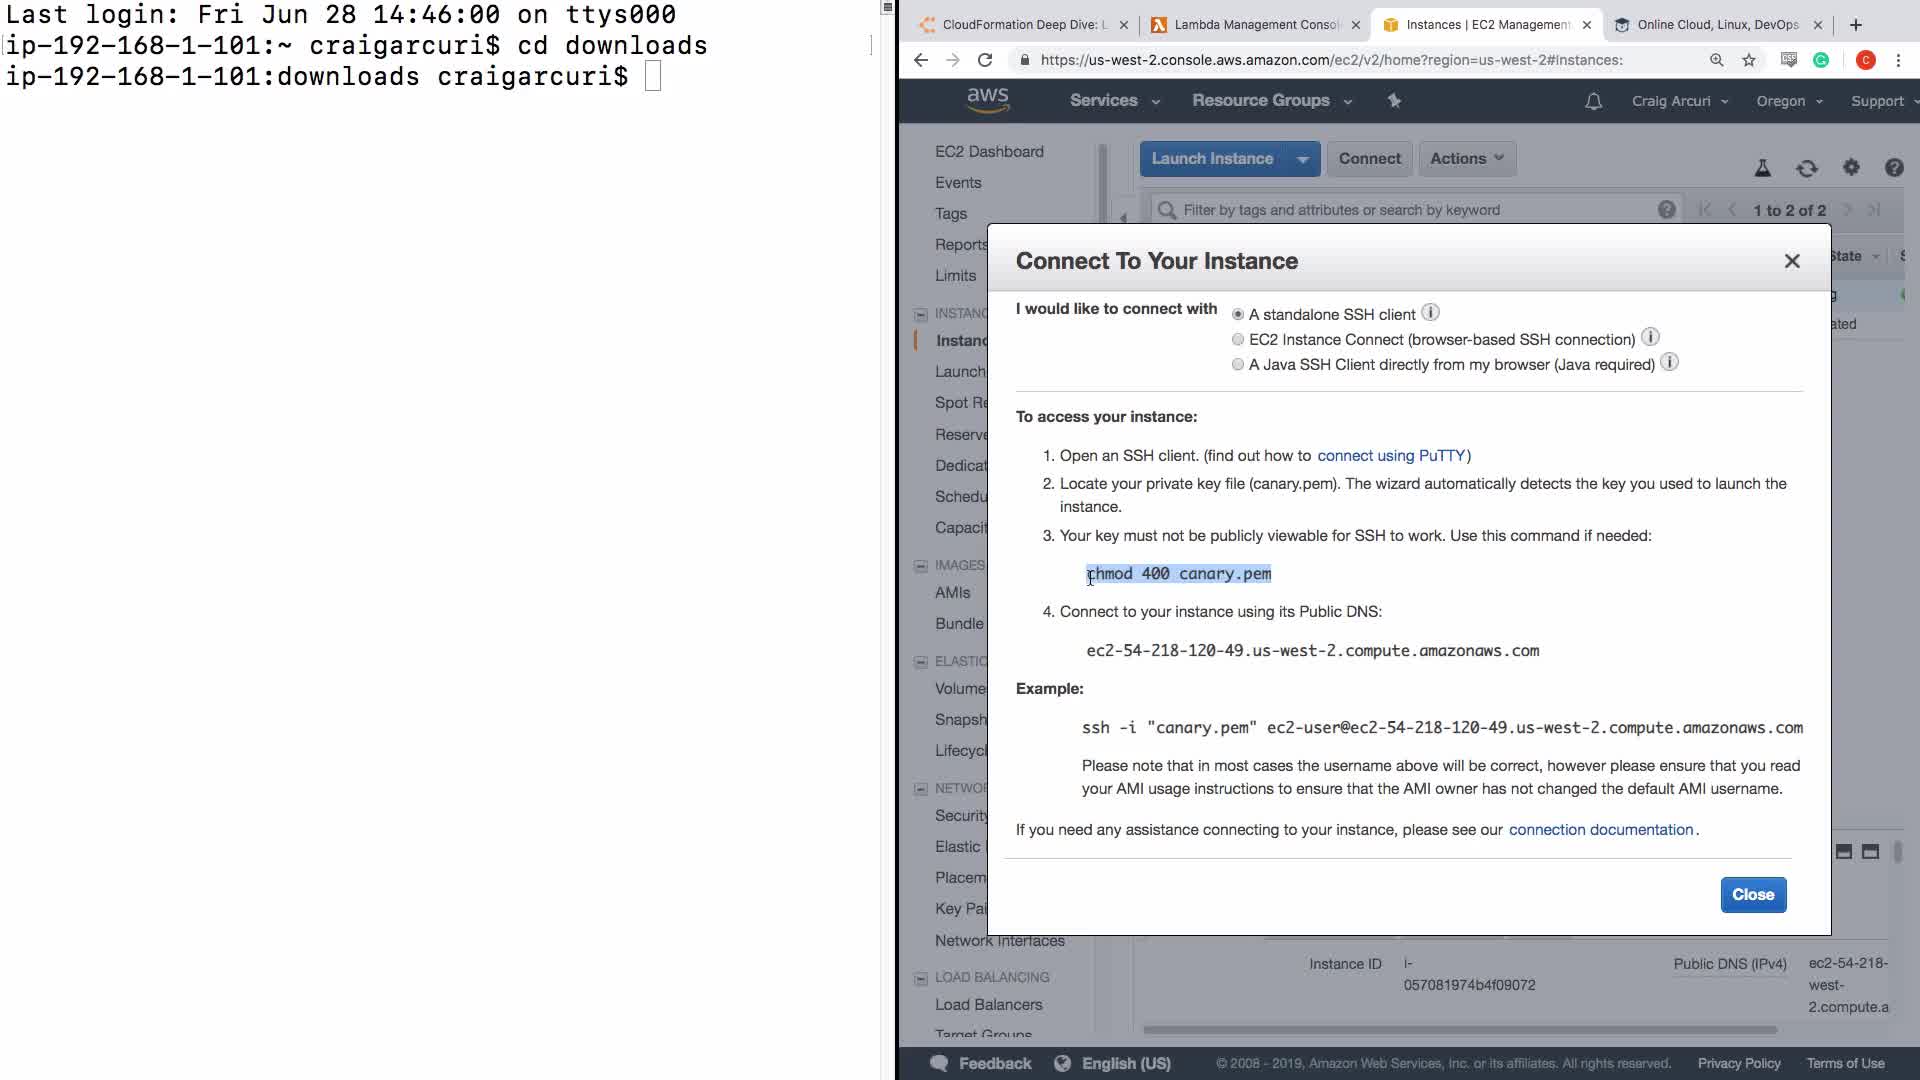 Last login: Fri Jun 28 14:46:00 on ttys000
ip-192-168-1-101:~ craigarcuri$ cd downloads
ip-192-168-1-101:downloads craigarcuri$
CloudFormation Deep Dive: L
Lambda Management Consol
Instances | EC2 Management
Online Cloud, Linux, DevOps
https://us-west-2.console.aws.amazon.com/ec2/v2/home?region=us-west-2#Instances:
C
aws
Services
Resource Groups
Craig Arcuri
Oregon
Support
EC2 Dashboard
Events
Tags
Reports
Limits
INSTANC
Instanc
Launch
Spot Re
Reserve
Dedicat
Schedu
Capacit
IMAGES
AMIs
Bundle
ELASTIC
Volume
Snapsh
Lifecycl
NETWOR
Security
Elastic
Placem
Key Pai
Network Interfaces
LOAD BALANCING
Load Balancers
Target Groups
Launch Instance
Connect
Actions
Filter by tags and attributes or search by keyword
1 to 2 of 2
State
ated
Connect To Your Instance
I would like to connect with
A standalone SSH client
EC2 Instance Connect (browser-based SSH connection)
A Java SSH Client directly from my browser (Java required)
To access your instance:
1. Open an SSH client. (find out how to connect using PuTTY)
2. Locate your private key file (canary.pem). The wizard automatically detects the key you used to launch the
instance.
3. Your key must not be publicly viewable for SSH to work. Use this command if needed:
chmod 400 canary.pem
4. Connect to your instance using its Public DNS:
ec2-54-218-120-49.us-west-2.compute.amazonaws.com
Example:
ssh -i "canary.pem" ec2-user@ec2-54-218-120-49.us-west-2.compute.amazonaws.com
Please note that in most cases the username above will be correct, however please ensure that you read
your AMI usage instructions to ensure that the AMI owner has not changed the default AMI username.
If you need any assistance connecting to your instance, please see our connection documentation.
Close
Instance ID
i-
057081974b4f09072
Public DNS (IPv4)
ec2-54-218-
west-
2.compute.a
Feedback
English (US)
© 2008 - 2019, Amazon Web Services, Inc. or its affiliates. All rights reserved.
Privacy Policy
Terms of Use